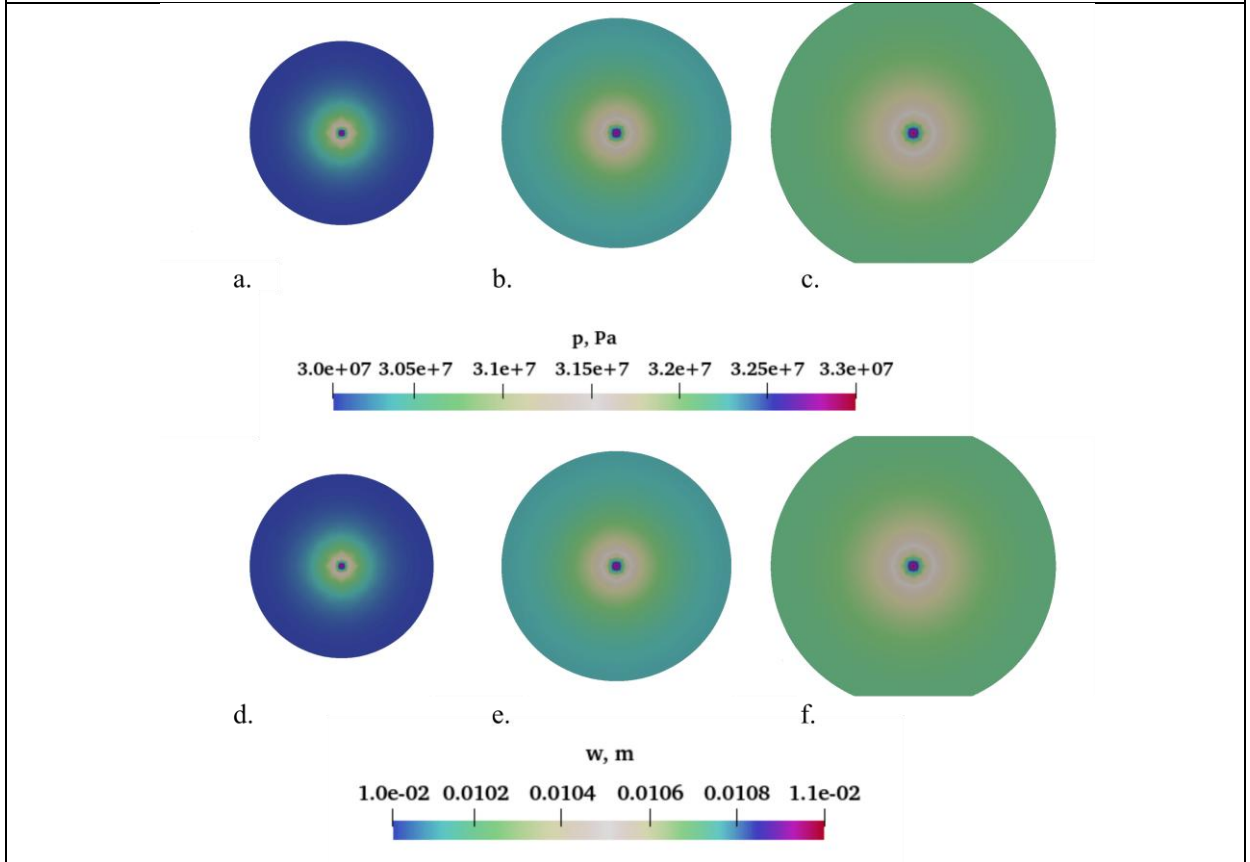 a. b. c.
p, Pa
3.0e+07 3.05e+7 3.1e+7 3.15e+7 3.2e+7 3.25e+7 3.3e+07
d. e. f.
w, m
1.0e-02 0.0102 0.0104 0.0106 0.0108 1.1e-02